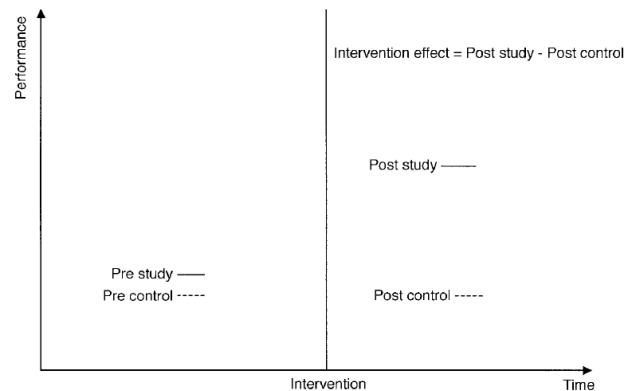 Performance
Intervention effect = Post study - Post control
Post study
Pre study
Pre control
Post control
Intervention
Time